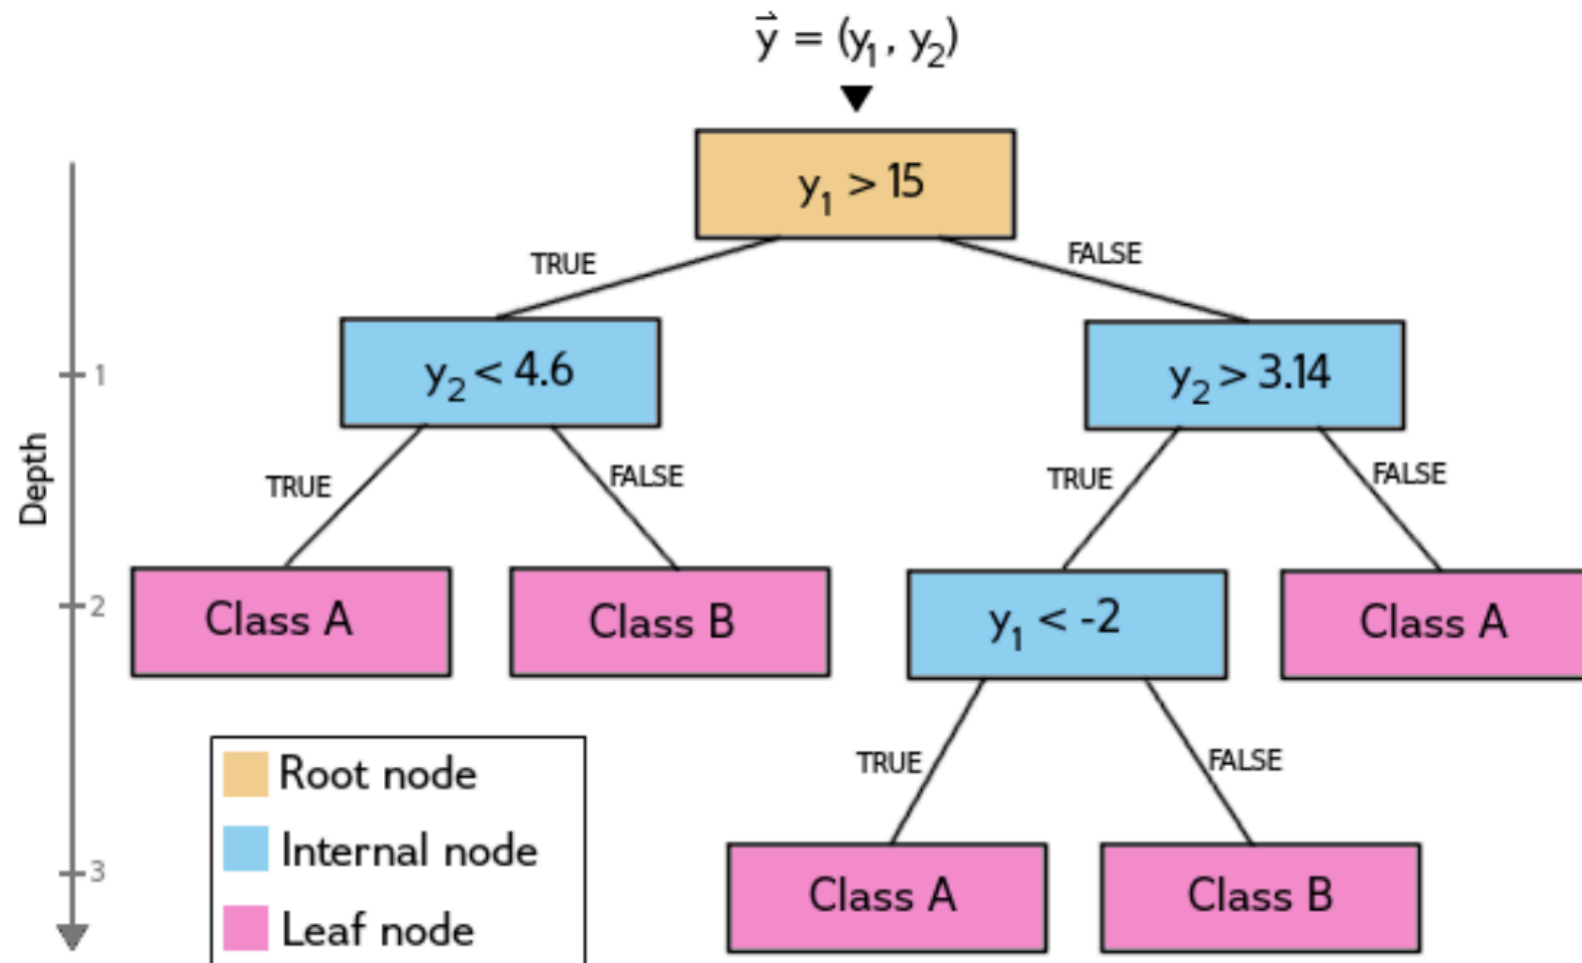 y⃗ = (y₁, y₂)
y₁ > 15
TRUE
FALSE
y₂ < 4.6
y₂ > 3.14
1
TRUE
FALSE
TRUE
FALSE
Depth
Class A
Class B
y₁ < -2
Class A
2
TRUE
FALSE
Root node
Internal node
Leaf node
3
Class A
Class B